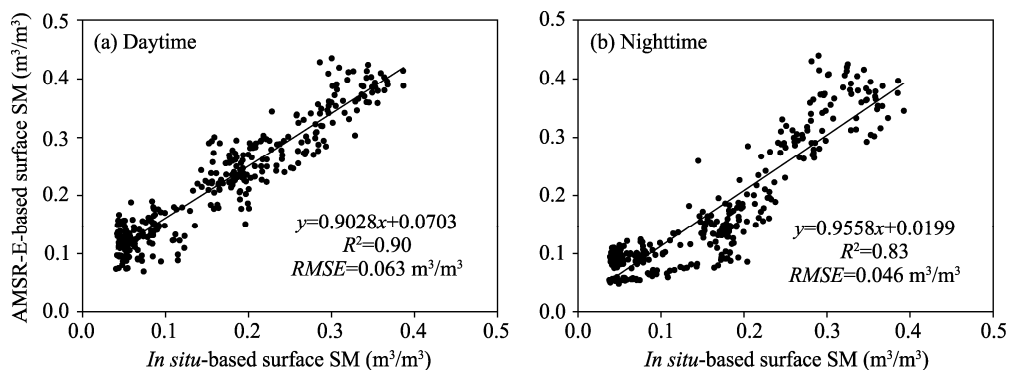 AMSR-E-based surface SM (m³/m³)
(a) Daytime
0.5
0.4
0.3
0.2
0.1
0.0
y=0.9028x+0.0703
R²=0.90
RMSE=0.063 m³/m³
0.0 0.1 0.2 0.3 0.4 0.5
In situ-based surface SM (m³/m³)
(b) Nighttime
0.5
0.4
0.3
0.2
0.1
0.0
y=0.9558x+0.0199
R²=0.83
RMSE=0.046 m³/m³
0.0 0.1 0.2 0.3 0.4 0.5
In situ-based surface SM (m³/m³)